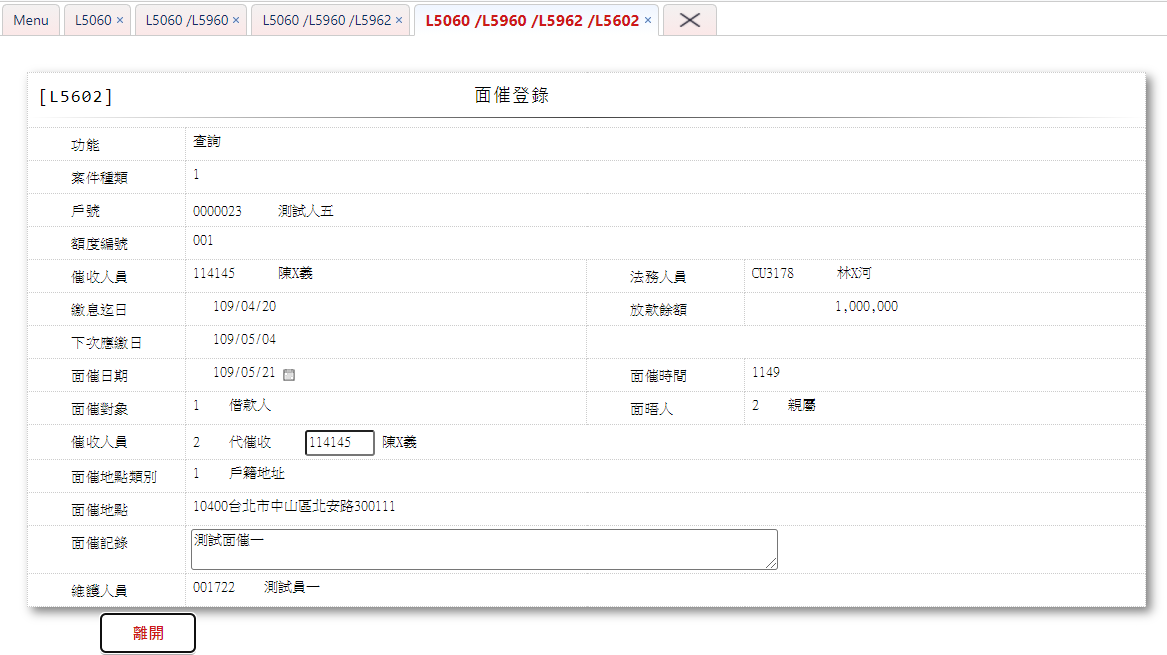 Menu L5060 × L5060 /L5960 × L5060 /L5960 /L5962 × L5060 /L5960 /L5962 /L5602 ×
[L5602] 面催登錄
功能 查詢
案件種類 1
戶號 0000023 測試人五
額度編號 001
催收人員 114145 陳X義 法務人員 CU3178 林X河
繳息迄日 109/04/20 放款餘額 1,000,000
下次應繳日 109/05/04
面催日期 109/05/21 面催時間 1149
面催對象 1 借款人 面晤人 2 親屬
催收人員 2 代催收 114145 陳X義
面催地點類別 1 戶籍地址
面催地點 10400台北市中山區北安路300111
面催記錄 測試面催一
維護人員 001722 測試員一
離開